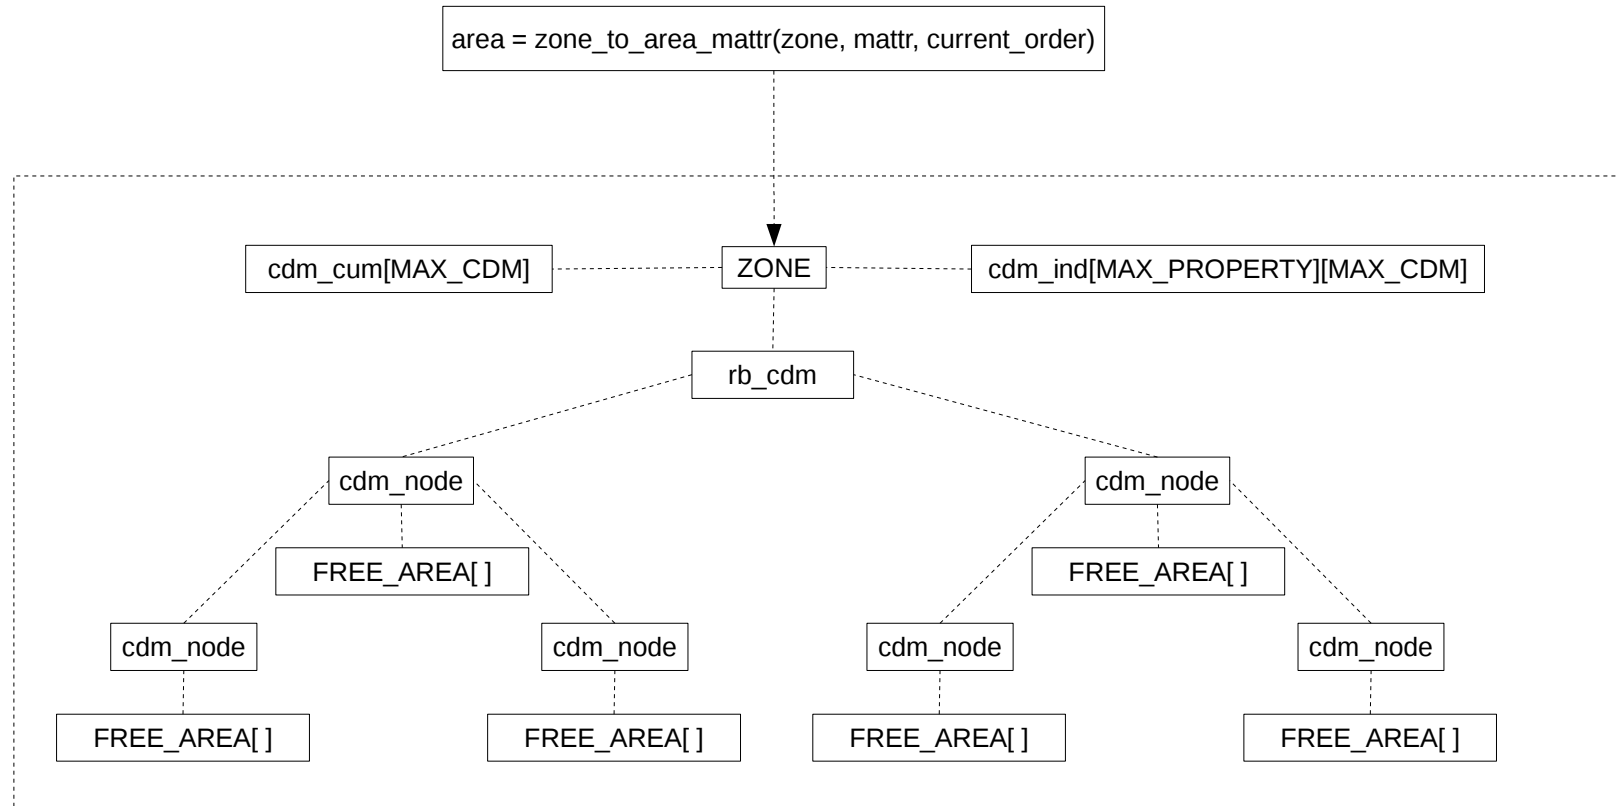 area = zone_to_area_mattr(zone, mattr, current_order)
cdm_cum[MAX_CDM]
ZONE
cdm_ind[MAX_PROPERTY][MAX_CDM]
rb_cdm
cdm_node
cdm_node
FREE_AREA[ ]
FREE_AREA[ ]
cdm_node
cdm_node
cdm_node
cdm_node
FREE_AREA[ ]
FREE_AREA[ ]
FREE_AREA[ ]
FREE_AREA[ ]